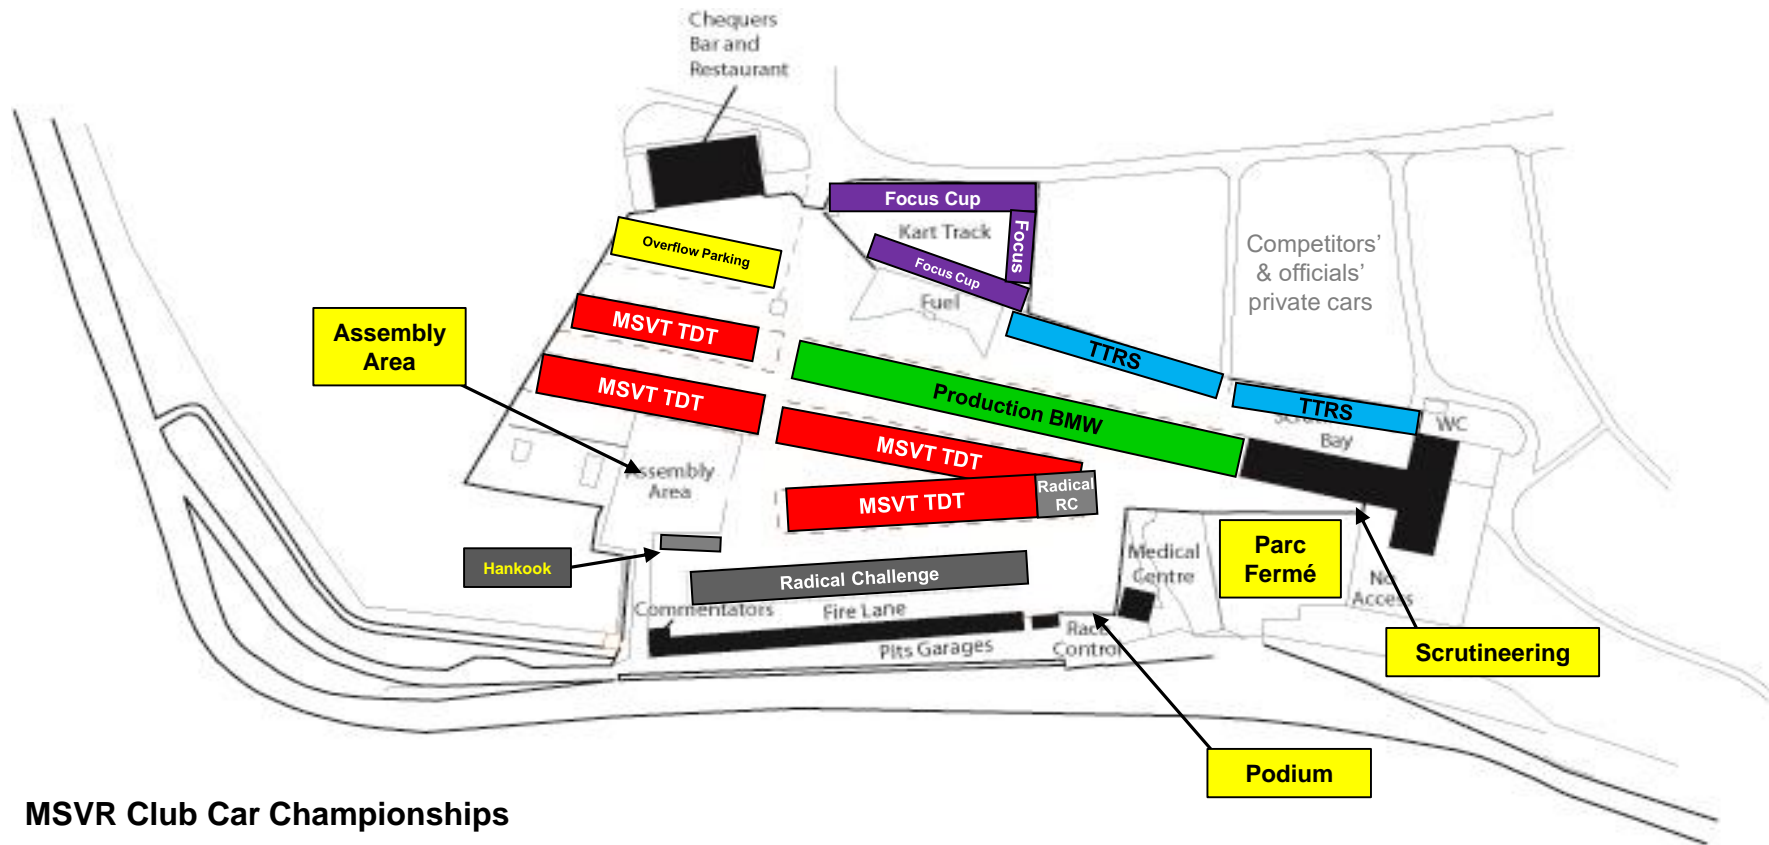 Chequers
Bar and
Restaurant
Focus Cup
Kart Track
Focus
Focus Cup
Fuel
Overflow Parking
Competitors’
& officials’
private cars
MSVT TDT
Assembly
Area
MSVT TDT
TTRS
TTRS
Production BMW
Bay
WC
MSVT TDT
Assembly
Area
MSVT TDT
Radical
RC
Hankook
Radical Challenge
Medical
Centre
Parc
Fermé
No
Access
Commentators
Fire Lane
Pits Garages
Race
Control
Scrutineering
Podium
MSVR Club Car Championships